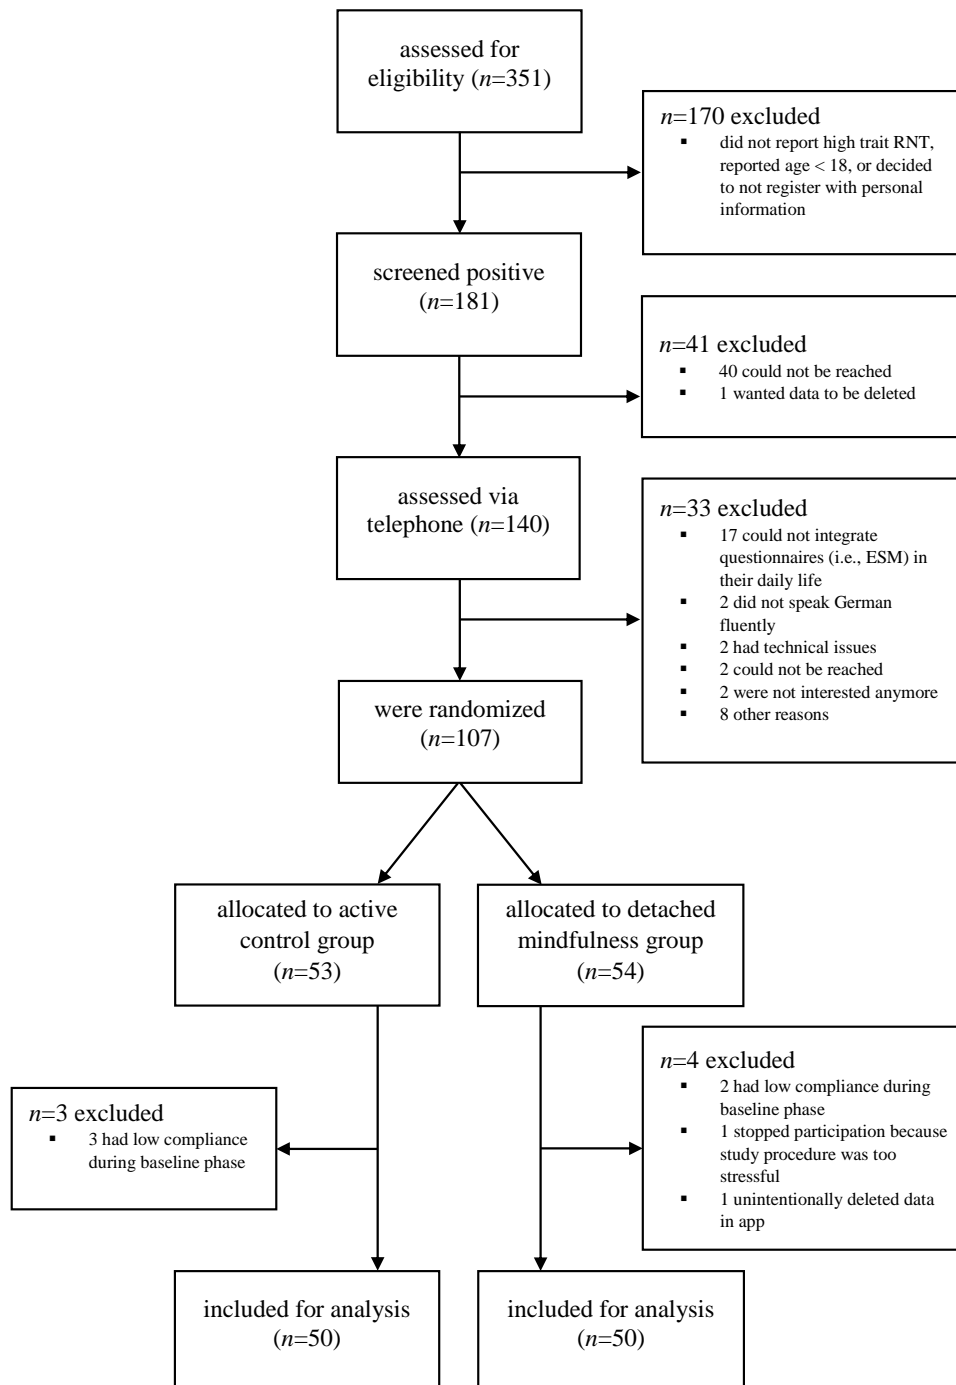 assessed for
eligibility (n=351)
n=170 excluded
▪ did not report high trait RNT,
reported age < 18, or decided
to not register with personal
information
screened positive
(n=181)
n=41 excluded
▪ 40 could not be reached
▪ 1 wanted data to be deleted
assessed via
telephone (n=140)
n=33 excluded
▪ 17 could not integrate
questionnaires (i.e., ESM) in
their daily life
▪ 2 did not speak German
fluently
▪ 2 had technical issues
▪ 2 could not be reached
▪ 2 were not interested anymore
▪ 8 other reasons
were randomized
(n=107)
allocated to active
control group
(n=53)
allocated to detached
mindfulness group
(n=54)
n=3 excluded
▪ 3 had low compliance
during baseline phase
n=4 excluded
▪ 2 had low compliance during
baseline phase
▪ 1 stopped participation because
study procedure was too
stressful
▪ 1 unintentionally deleted data
in app
included for analysis
(n=50)
included for analysis
(n=50)